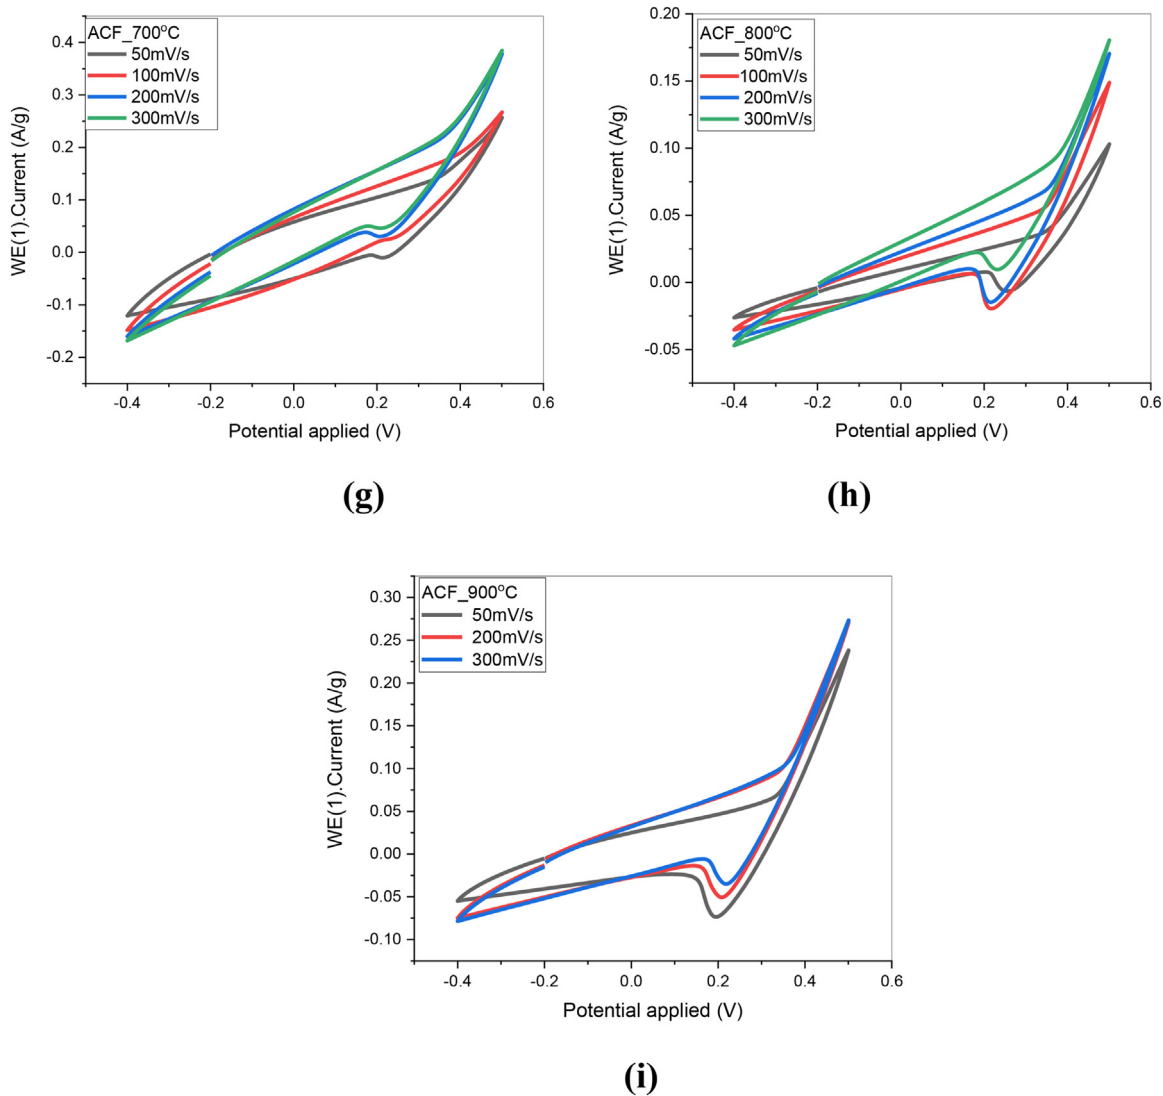 ACF_700°C
50mV/s
100mV/s
200mV/s
300mV/s
0.4
0.3
0.2
0.1
0.0
-0.1
-0.2
WE(1).Current (A/g)
-0.4 -0.2 0.0 0.2 0.4 0.6
Potential applied (V)
(g)
ACF_800°C
50mV/s
100mV/s
200mV/s
300mV/s
0.20
0.15
0.10
0.05
0.00
-0.05
WE(1).Current (A/g)
-0.4 -0.2 0.0 0.2 0.4 0.6
Potential applied (V)
(h)
ACF_900°C
50mV/s
200mV/s
300mV/s
0.30
0.25
0.20
0.15
0.10
0.05
0.00
-0.05
-0.10
WE(1).Current (A/g)
-0.4 -0.2 0.0 0.2 0.4 0.6
Potential applied (V)
(i)